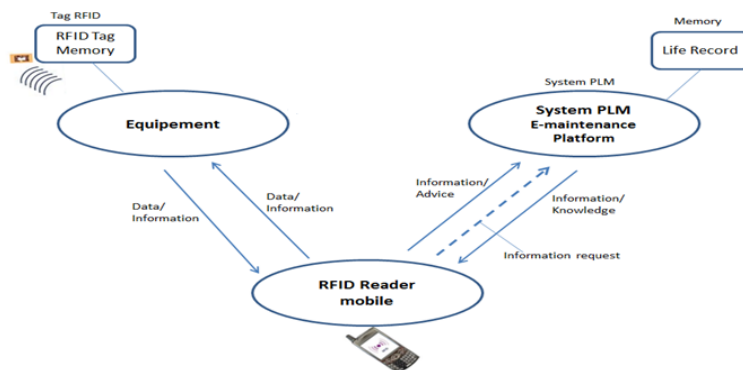 Tag RFID
RFID Tag
Memory
Memory
Life Record
System PLM
System PLM
E-maintenance
Platform
Equipement
Data/
Information
Data/
Information
Information/
Advice
Information/
Knowledge
Information request
RFID Reader
mobile